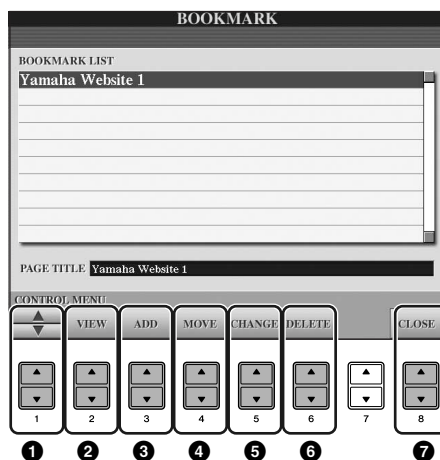 BOOKMARK
BOOKMARK LIST
Yamaha Website 1
PAGE TITLE Yamaha Website 1
CONTROL MENU
VIEW ADD MOVE CHANGE DELETE CLOSE
1 2 3 4 5 6 7 8
1 2 3 4 5 6 7